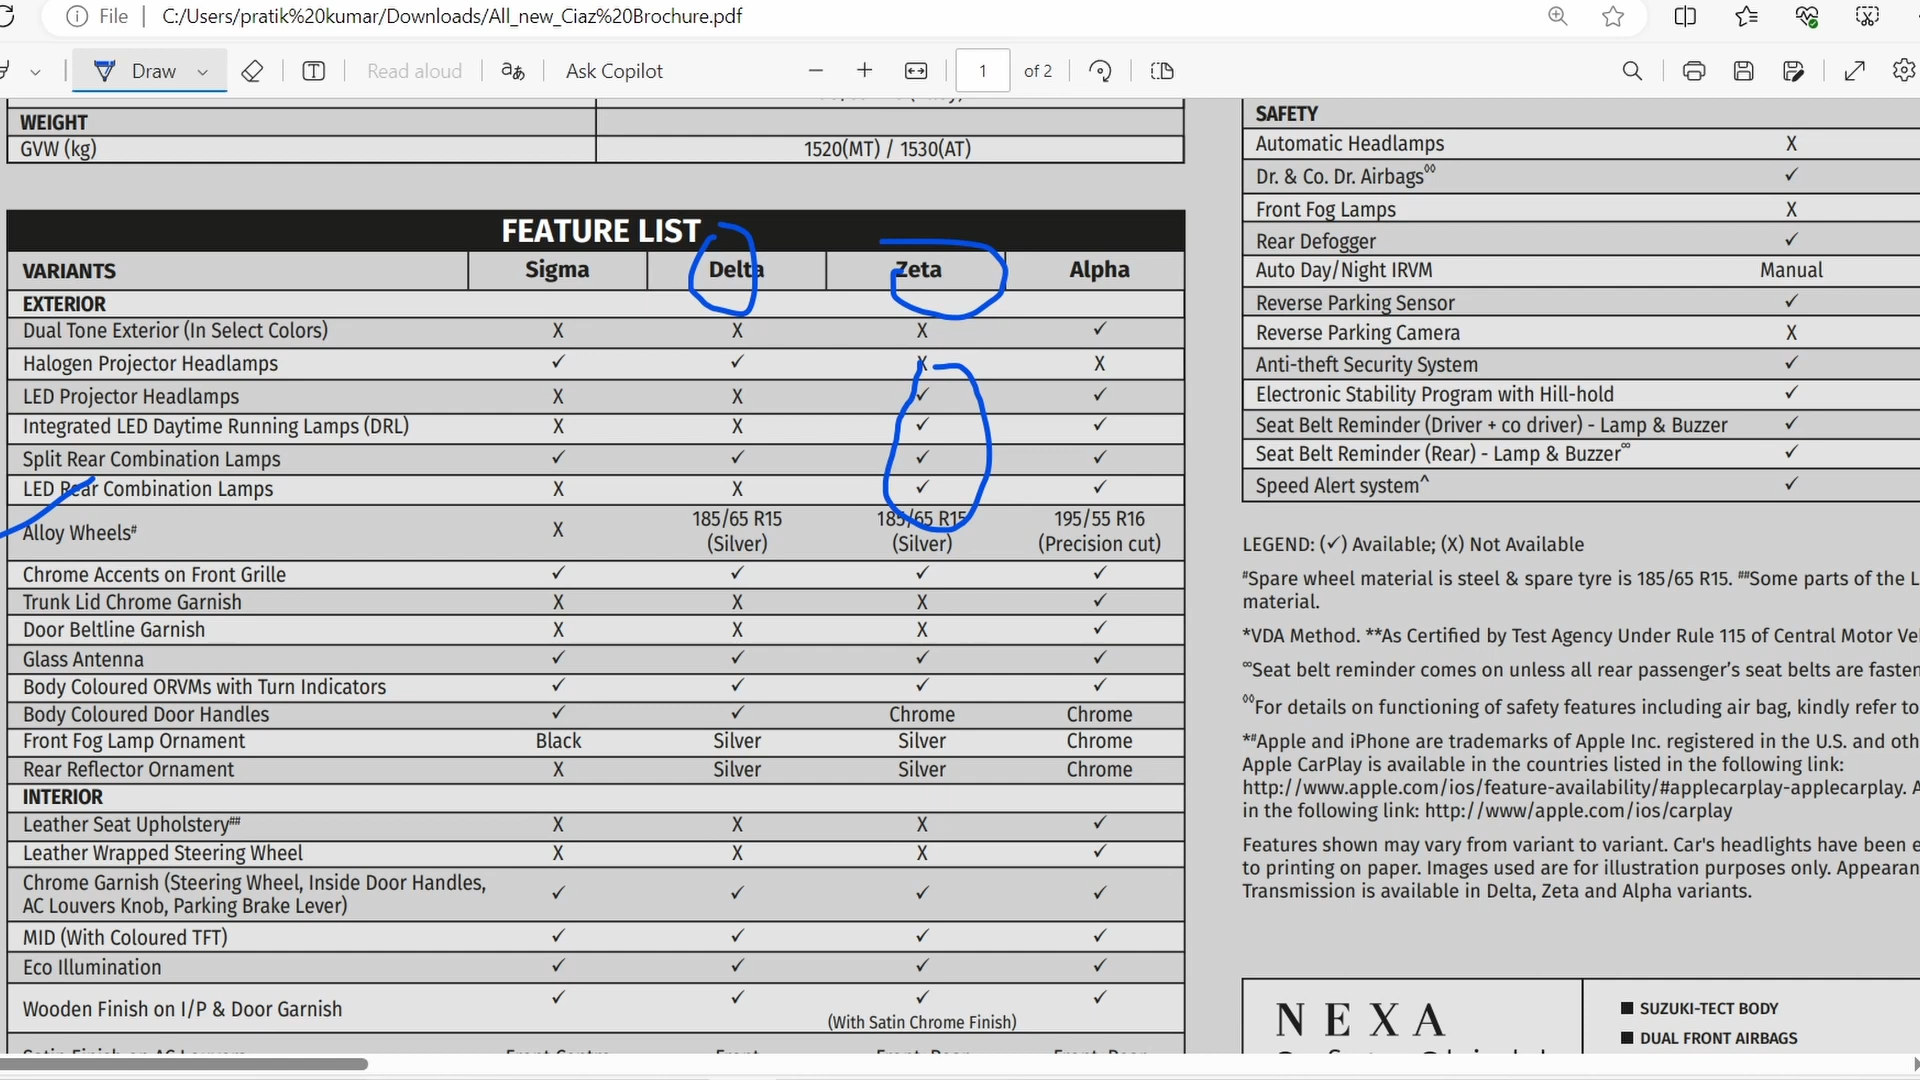 File C:/Users/pratik%20kumar/Downloads/All_new_Ciaz%20Brochure.pdf
Draw Read aloud Ask Copilot 1 of 2
WEIGHT
GVW (kg) 1520(MT) / 1530(AT)
FEATURE LIST
VARIANTS Sigma Delta Zeta Alpha
EXTERIOR
Dual Tone Exterior (In Select Colors) X X X ✓
Halogen Projector Headlamps ✓ ✓ X X
LED Projector Headlamps X X ✓ ✓
Integrated LED Daytime Running Lamps (DRL) X X ✓ ✓
Split Rear Combination Lamps ✓ ✓ ✓ ✓
LED Rear Combination Lamps X X ✓ ✓
Alloy Wheels# X 185/65 R15 (Silver) 185/65 R15 (Silver) 195/55 R16 (Precision cut)
Chrome Accents on Front Grille ✓ ✓ ✓ ✓
Trunk Lid Chrome Garnish X X X ✓
Door Beltline Garnish X X X ✓
Glass Antenna ✓ ✓ ✓ ✓
Body Coloured ORVMs with Turn Indicators ✓ ✓ ✓ ✓
Body Coloured Door Handles ✓ ✓ Chrome Chrome
Front Fog Lamp Ornament Black Silver Silver Chrome
Rear Reflector Ornament X Silver Silver Chrome
INTERIOR
Leather Seat Upholstery## X X X ✓
Leather Wrapped Steering Wheel X X X ✓
Chrome Garnish (Steering Wheel, Inside Door Handles,
AC Louvers Knob, Parking Brake Lever) ✓ ✓ ✓ ✓
MID (With Coloured TFT) ✓ ✓ ✓ ✓
Eco Illumination ✓ ✓ ✓ ✓
Wooden Finish on I/P & Door Garnish ✓ ✓ ✓ ✓
(With Satin Chrome Finish)
SAFETY
Automatic Headlamps X
Dr. & Co. Dr. Airbags◊◊ ✓
Front Fog Lamps X
Rear Defogger ✓
Auto Day/Night IRVM Manual
Reverse Parking Sensor ✓
Reverse Parking Camera X
Anti-theft Security System ✓
Electronic Stability Program with Hill-hold ✓
Seat Belt Reminder (Driver + co driver) - Lamp & Buzzer ✓
Seat Belt Reminder (Rear) - Lamp & Buzzer∞ ✓
Speed Alert system^ ✓
LEGEND: (✓) Available; (X) Not Available
#Spare wheel material is steel & spare tyre is 185/65 R15. ##Some parts of the L
material.
*VDA Method. **As Certified by Test Agency Under Rule 115 of Central Motor Ve
∞Seat belt reminder comes on unless all rear passenger's seat belts are fasten
◊◊For details on functioning of safety features including air bag, kindly refer to
*#Apple and iPhone are trademarks of Apple Inc. registered in the U.S. and oth
Apple CarPlay is available in the countries listed in the following link:
http://www.apple.com/ios/feature-availability/#applecarplay-applecarplay. A
in the following link: http://www/apple.com/ios/carplay
Features shown may vary from variant to variant. Car's headlights have been e
to printing on paper. Images used are for illustration purposes only. Appearan
Transmission is available in Delta, Zeta and Alpha variants.
NEXA
■ SUZUKI-TECT BODY
■ DUAL FRONT AIRBAGS